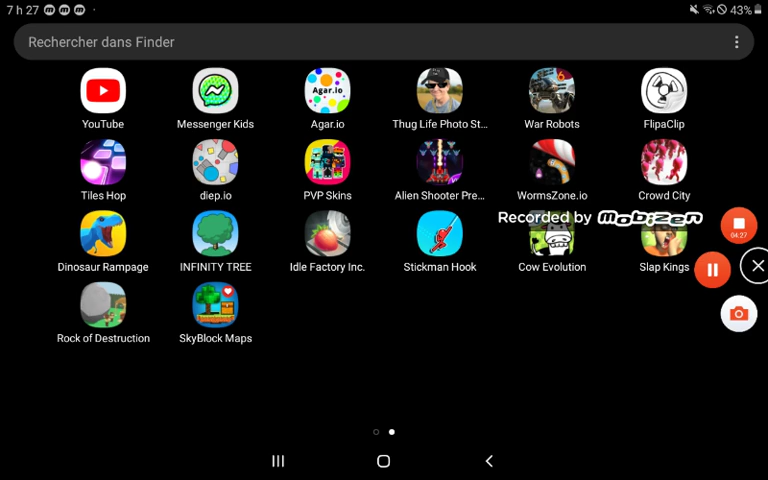 7 h 27
43%
Rechercher dans Finder
YouTube
Messenger Kids
Agar.io
Agar.io
Thug Life Photo St...
War Robots
FlipaClip
Tiles Hop
diep.io
PVP Skins
Alien Shooter Pre...
WormsZone.io
Crowd City
Recorded by mobizen
04:27
Dinosaur Rampage
INFINITY TREE
Idle Factory Inc.
Stickman Hook
Cow Evolution
Slap Kings
Rock of Destruction
SkyBlock Maps